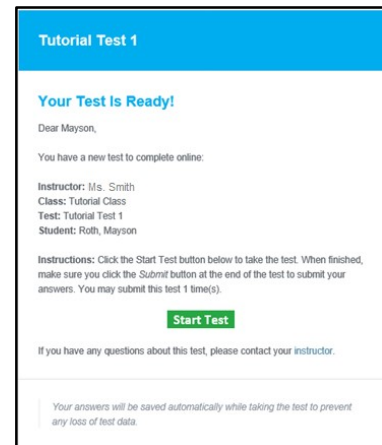 Tutorial Test 1
Your Test Is Ready!
Dear Mayson,
You have a new test to complete online:
Instructor: Ms. Smith
Class: Tutorial Class
Test: Tutorial Test 1
Student: Roth, Mayson
Instructions: Click the Start Test button below to take the test. When finished,
make sure you click the Submit button at the end of the test to submit your
answers. You may submit this test 1 time(s).
Start Test
If you have any questions about this test, please contact your instructor.
Your answers will be saved automatically while taking the test to prevent
any loss of test data.